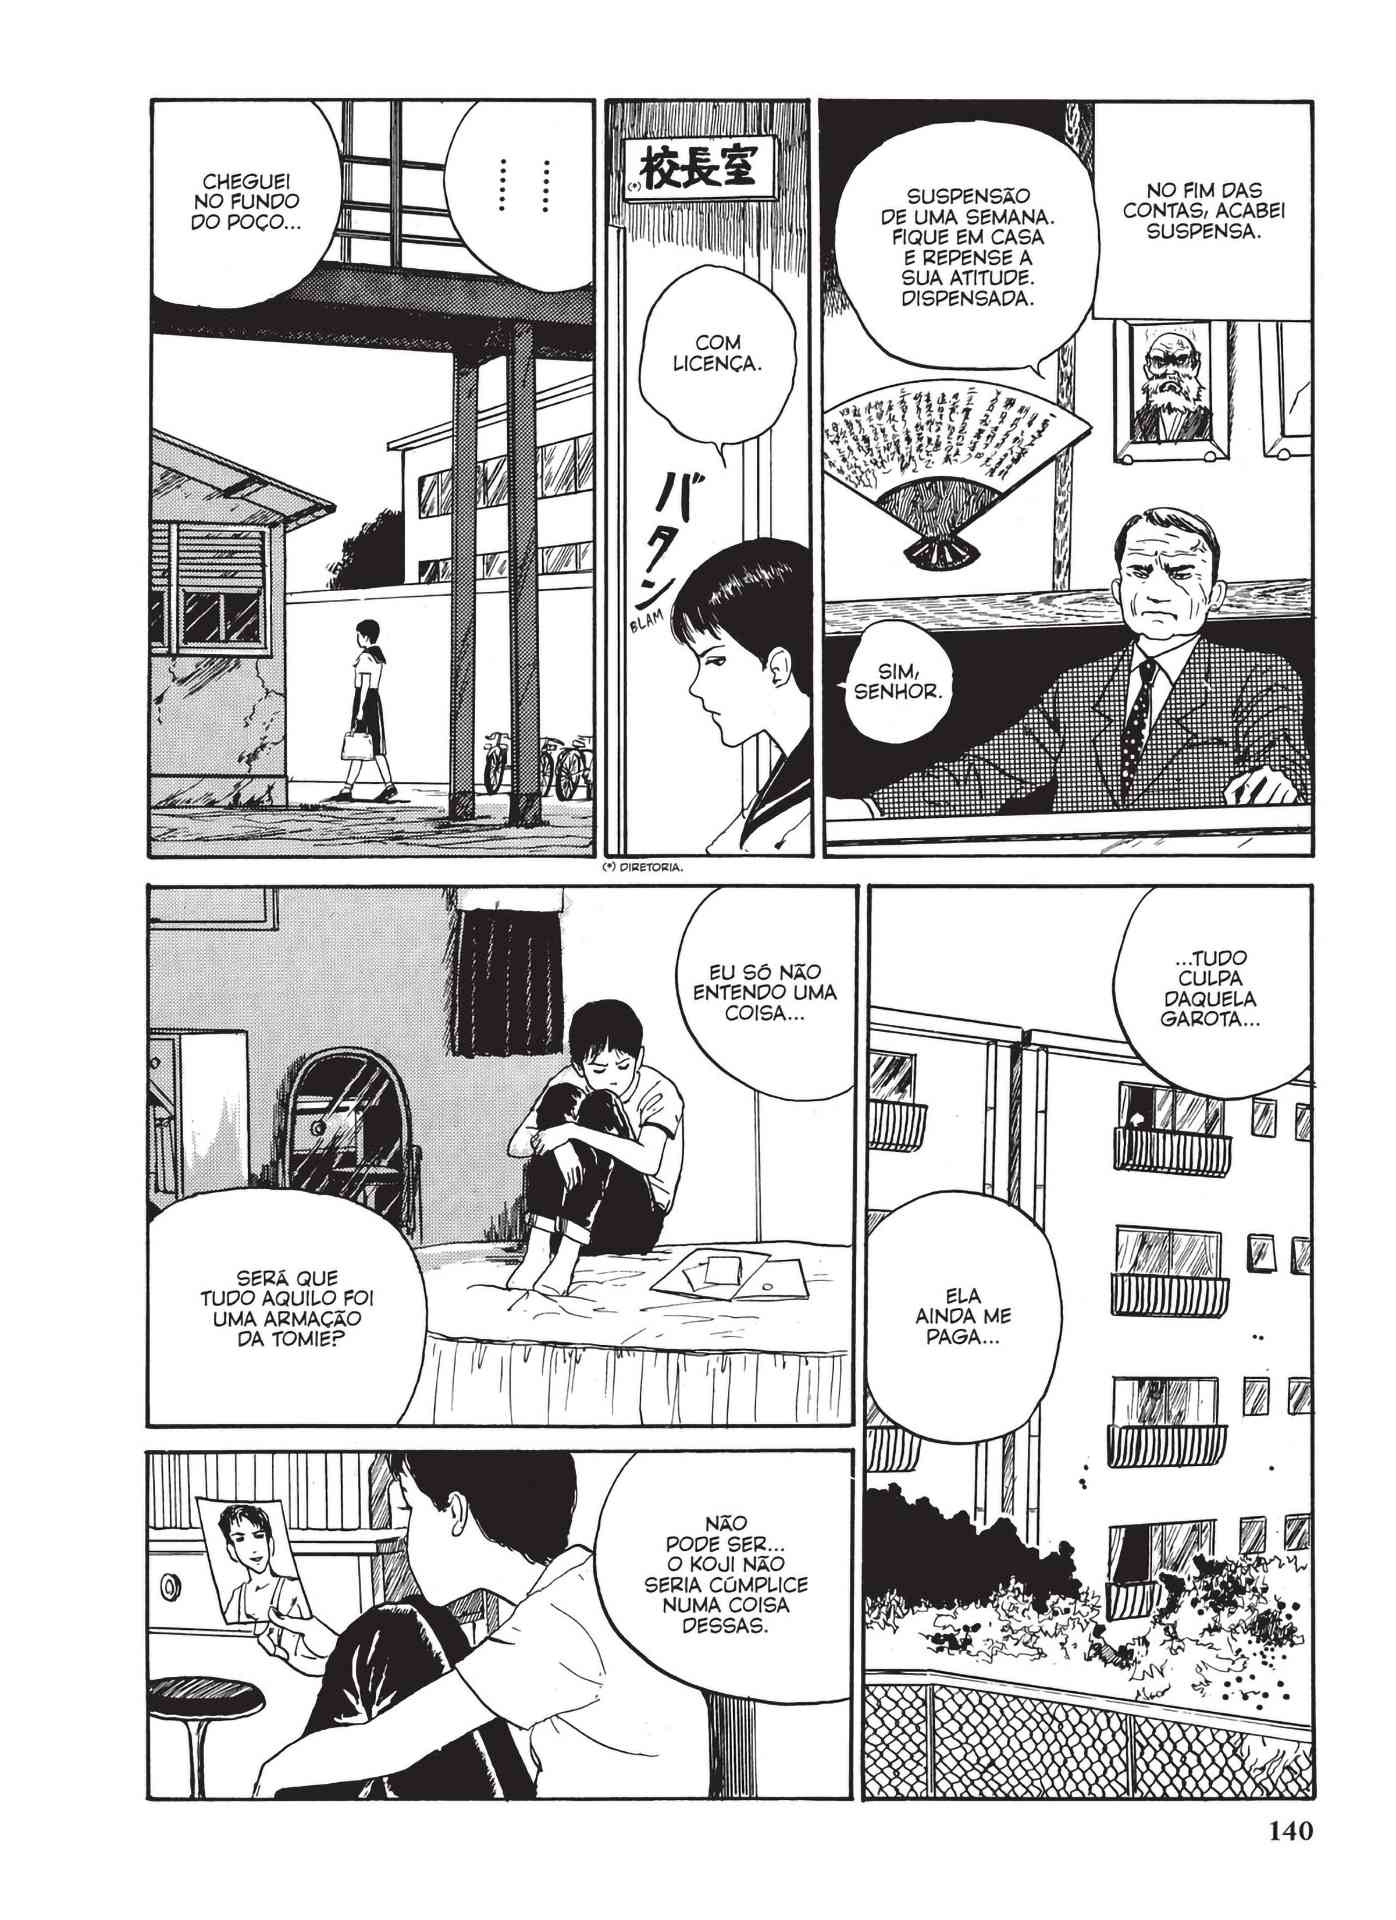 NO FIM DAS
CONTAS, ACABEI
SUSPENSA.
SUSPENSÃO
DE UMA SEMANA.
FIQUE EM CASA
E REPENSE A
SUA ATITUDE.
DISPENSADA.
SIM,
SENHOR.
校長室
(*)
COM
LICENÇA.
バタン
BLAM
(*) DIRETORIA.
CHEGUEI
NO FUNDO
DO POÇO...
...TUDO
CULPA
DAQUELA
GAROTA...
ELA
AINDA ME
PAGA...
EU SÓ NÃO
ENTENDO UMA
COISA...
SERÁ QUE
TUDO AQUILO FOI
UMA ARMAÇÃO
DA TOMIE?
NÃO
PODE SER...
O KOJI NÃO
SERIA CÚMPLICE
NUMA COISA
DESSAS.
140